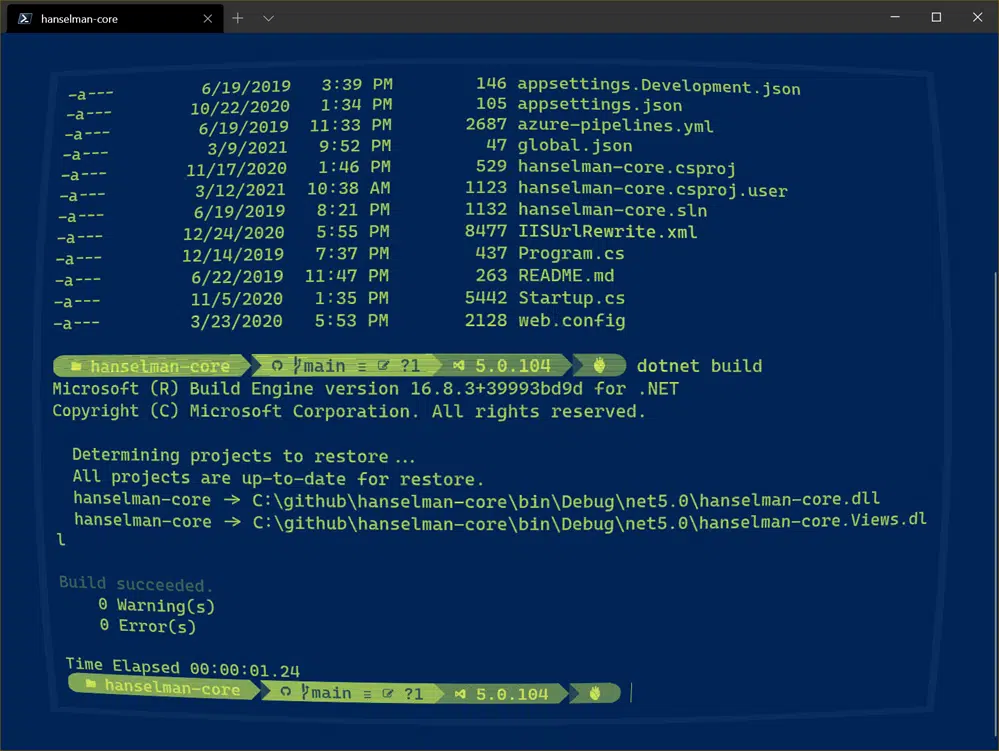 hanselman-core
-a--- 6/19/2019 3:39 PM 146 appsettings.Development.json
-a--- 10/22/2020 1:34 PM 105 appsettings.json
-a--- 6/19/2019 11:33 PM 2687 azure-pipelines.yml
-a--- 3/9/2021 9:52 PM 47 global.json
-a--- 11/17/2020 1:46 PM 529 hanselman-core.csproj
-a--- 3/12/2021 10:38 AM 1123 hanselman-core.csproj.user
-a--- 6/19/2019 8:21 PM 1132 hanselman-core.sln
-a--- 12/24/2020 5:55 PM 8477 IISUrlRewrite.xml
-a--- 12/14/2019 7:37 PM 437 Program.cs
-a--- 6/22/2019 11:47 PM 263 README.md
-a--- 11/5/2020 1:35 PM 5442 Startup.cs
-a--- 3/23/2020 5:53 PM 2128 web.config
hanselman-core main ≡ ?1 5.0.104 dotnet build
Microsoft (R) Build Engine version 16.8.3+39993bd9d for .NET
Copyright (C) Microsoft Corporation. All rights reserved.
Determining projects to restore...
All projects are up-to-date for restore.
hanselman-core -> C:\github\hanselman-core\bin\Debug\net5.0\hanselman-core.dll
hanselman-core -> C:\github\hanselman-core\bin\Debug\net5.0\hanselman-core.Views.dl
l
Build succeeded.
0 Warning(s)
0 Error(s)
Time Elapsed 00:00:01.24
hanselman-core main ≡ ?1 5.0.104